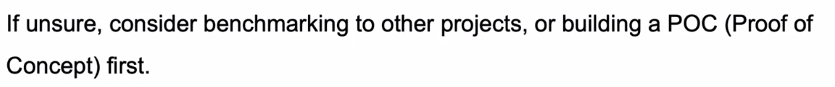 If unsure, consider benchmarking to other projects, or building a POC (Proof of
Concept) first.